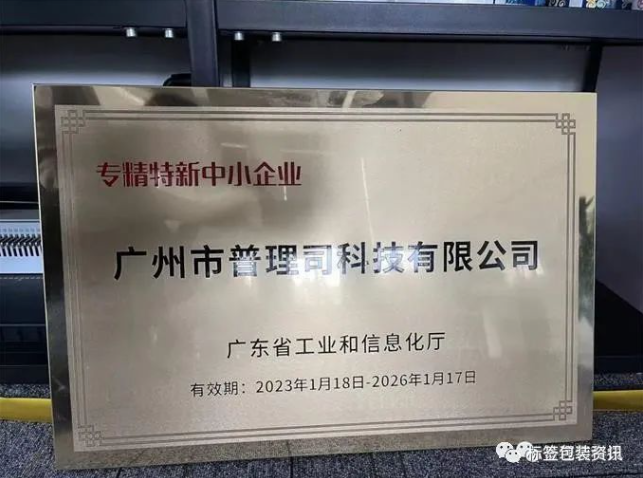 专精特新中小企业
广州市普理司科技有限公司
广东省工业和信息化厅
有效期：2023年1月18日-2026年1月17日
标签包装资讯